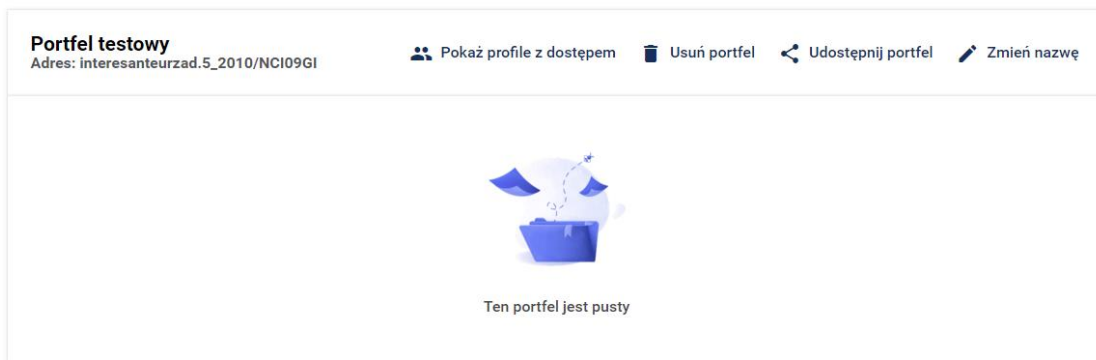 Portfel testowy
Adres: interesanteurzad.5_2010/NCI09GI
Pokaż profile z dostępem Usuń portfel Udostępnij portfel Zmień nazwę
Ten portfel jest pusty